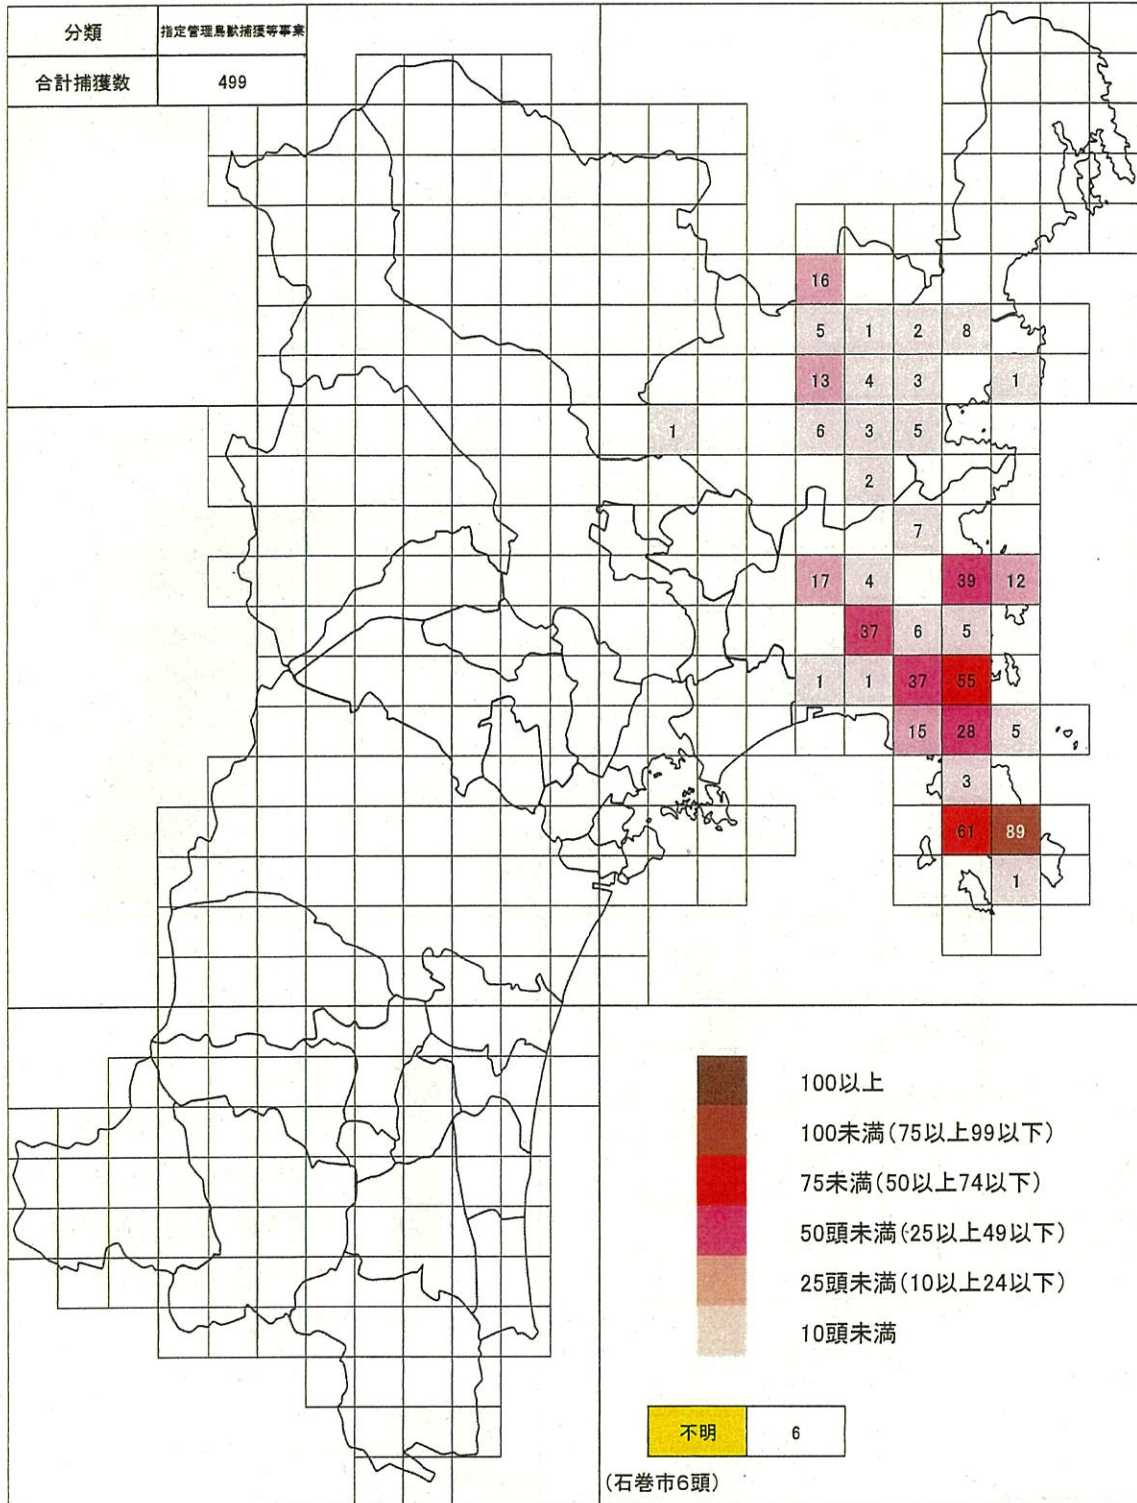 分類 指定管理鳥獣捕獲等事業
合計捕獲数 499
16
5 1 2 8
13 4 3 1
1 6 3 5
2
7
17 4 39 12
37 6 5
1 1 37 55
15 28 5
3
61 89
1
100以上
100未満(75以上99以下)
75未満(50以上74以下)
50頭未満(25以上49以下)
25頭未満(10以上24以下)
10頭未満
不明 6
(石巻市6頭)